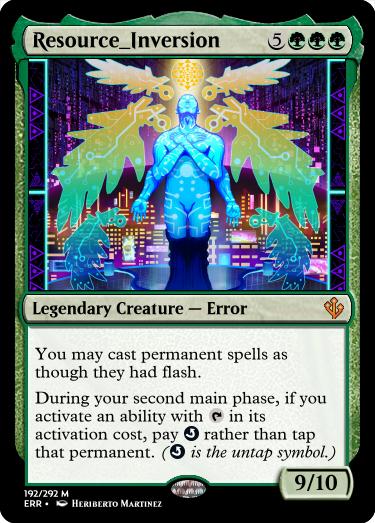 Resource_Inversion 5
Legendary Creature — Error
You may cast permanent spells as
though they had flash.
During your second main phase, if you
activate an ability with in its
activation cost, pay rather than tap
that permanent. ( is the untap symbol.)
9/10
192/292 M
ERR • Heriberto Martinez